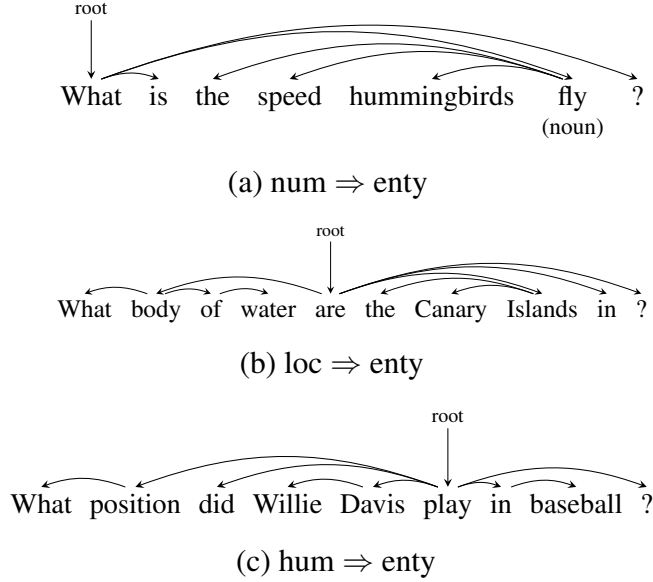 root
What is the speed hummingbirds fly ?
(noun)
(a) num ⇒ enty
root
What body of water are the Canary Islands in ?
(b) loc ⇒ enty
root
What position did Willie Davis play in baseball ?
(c) hum ⇒ enty